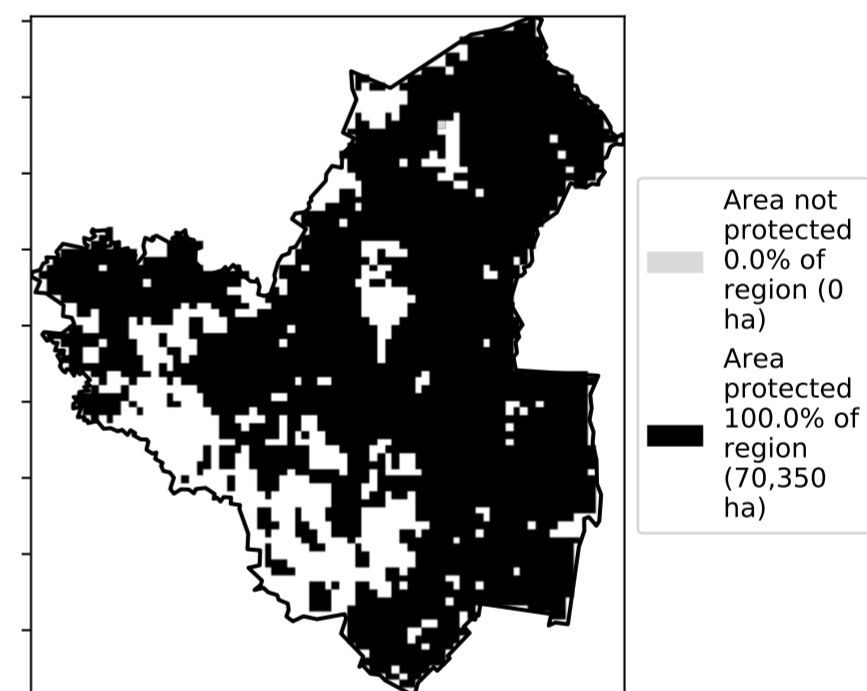 Area not
protected
0.0% of
region (0
ha)
Area
protected
100.0% of
region
(70,350
ha)